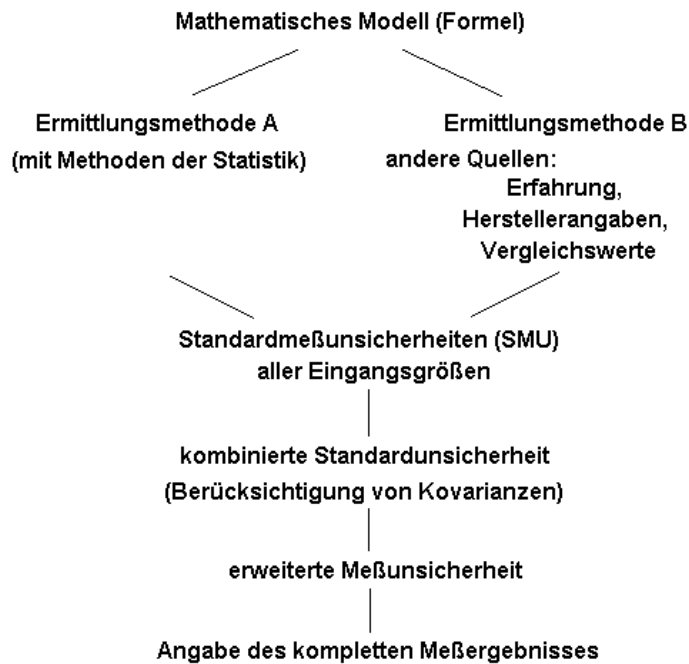 Mathematisches Modell (Formel)
Ermittlungsmethode A
(mit Methoden der Statistik)
Ermittlungsmethode B
andere Quellen:
Erfahrung,
Herstellerangaben,
Vergleichswerte
Standardmeßunsicherheiten (SMU)
aller Eingangsgrößen
kombinierte Standardunsicherheit
(Berücksichtigung von Kovarianzen)
erweiterte Meßunsicherheit
Angabe des kompletten Meßergebnisses